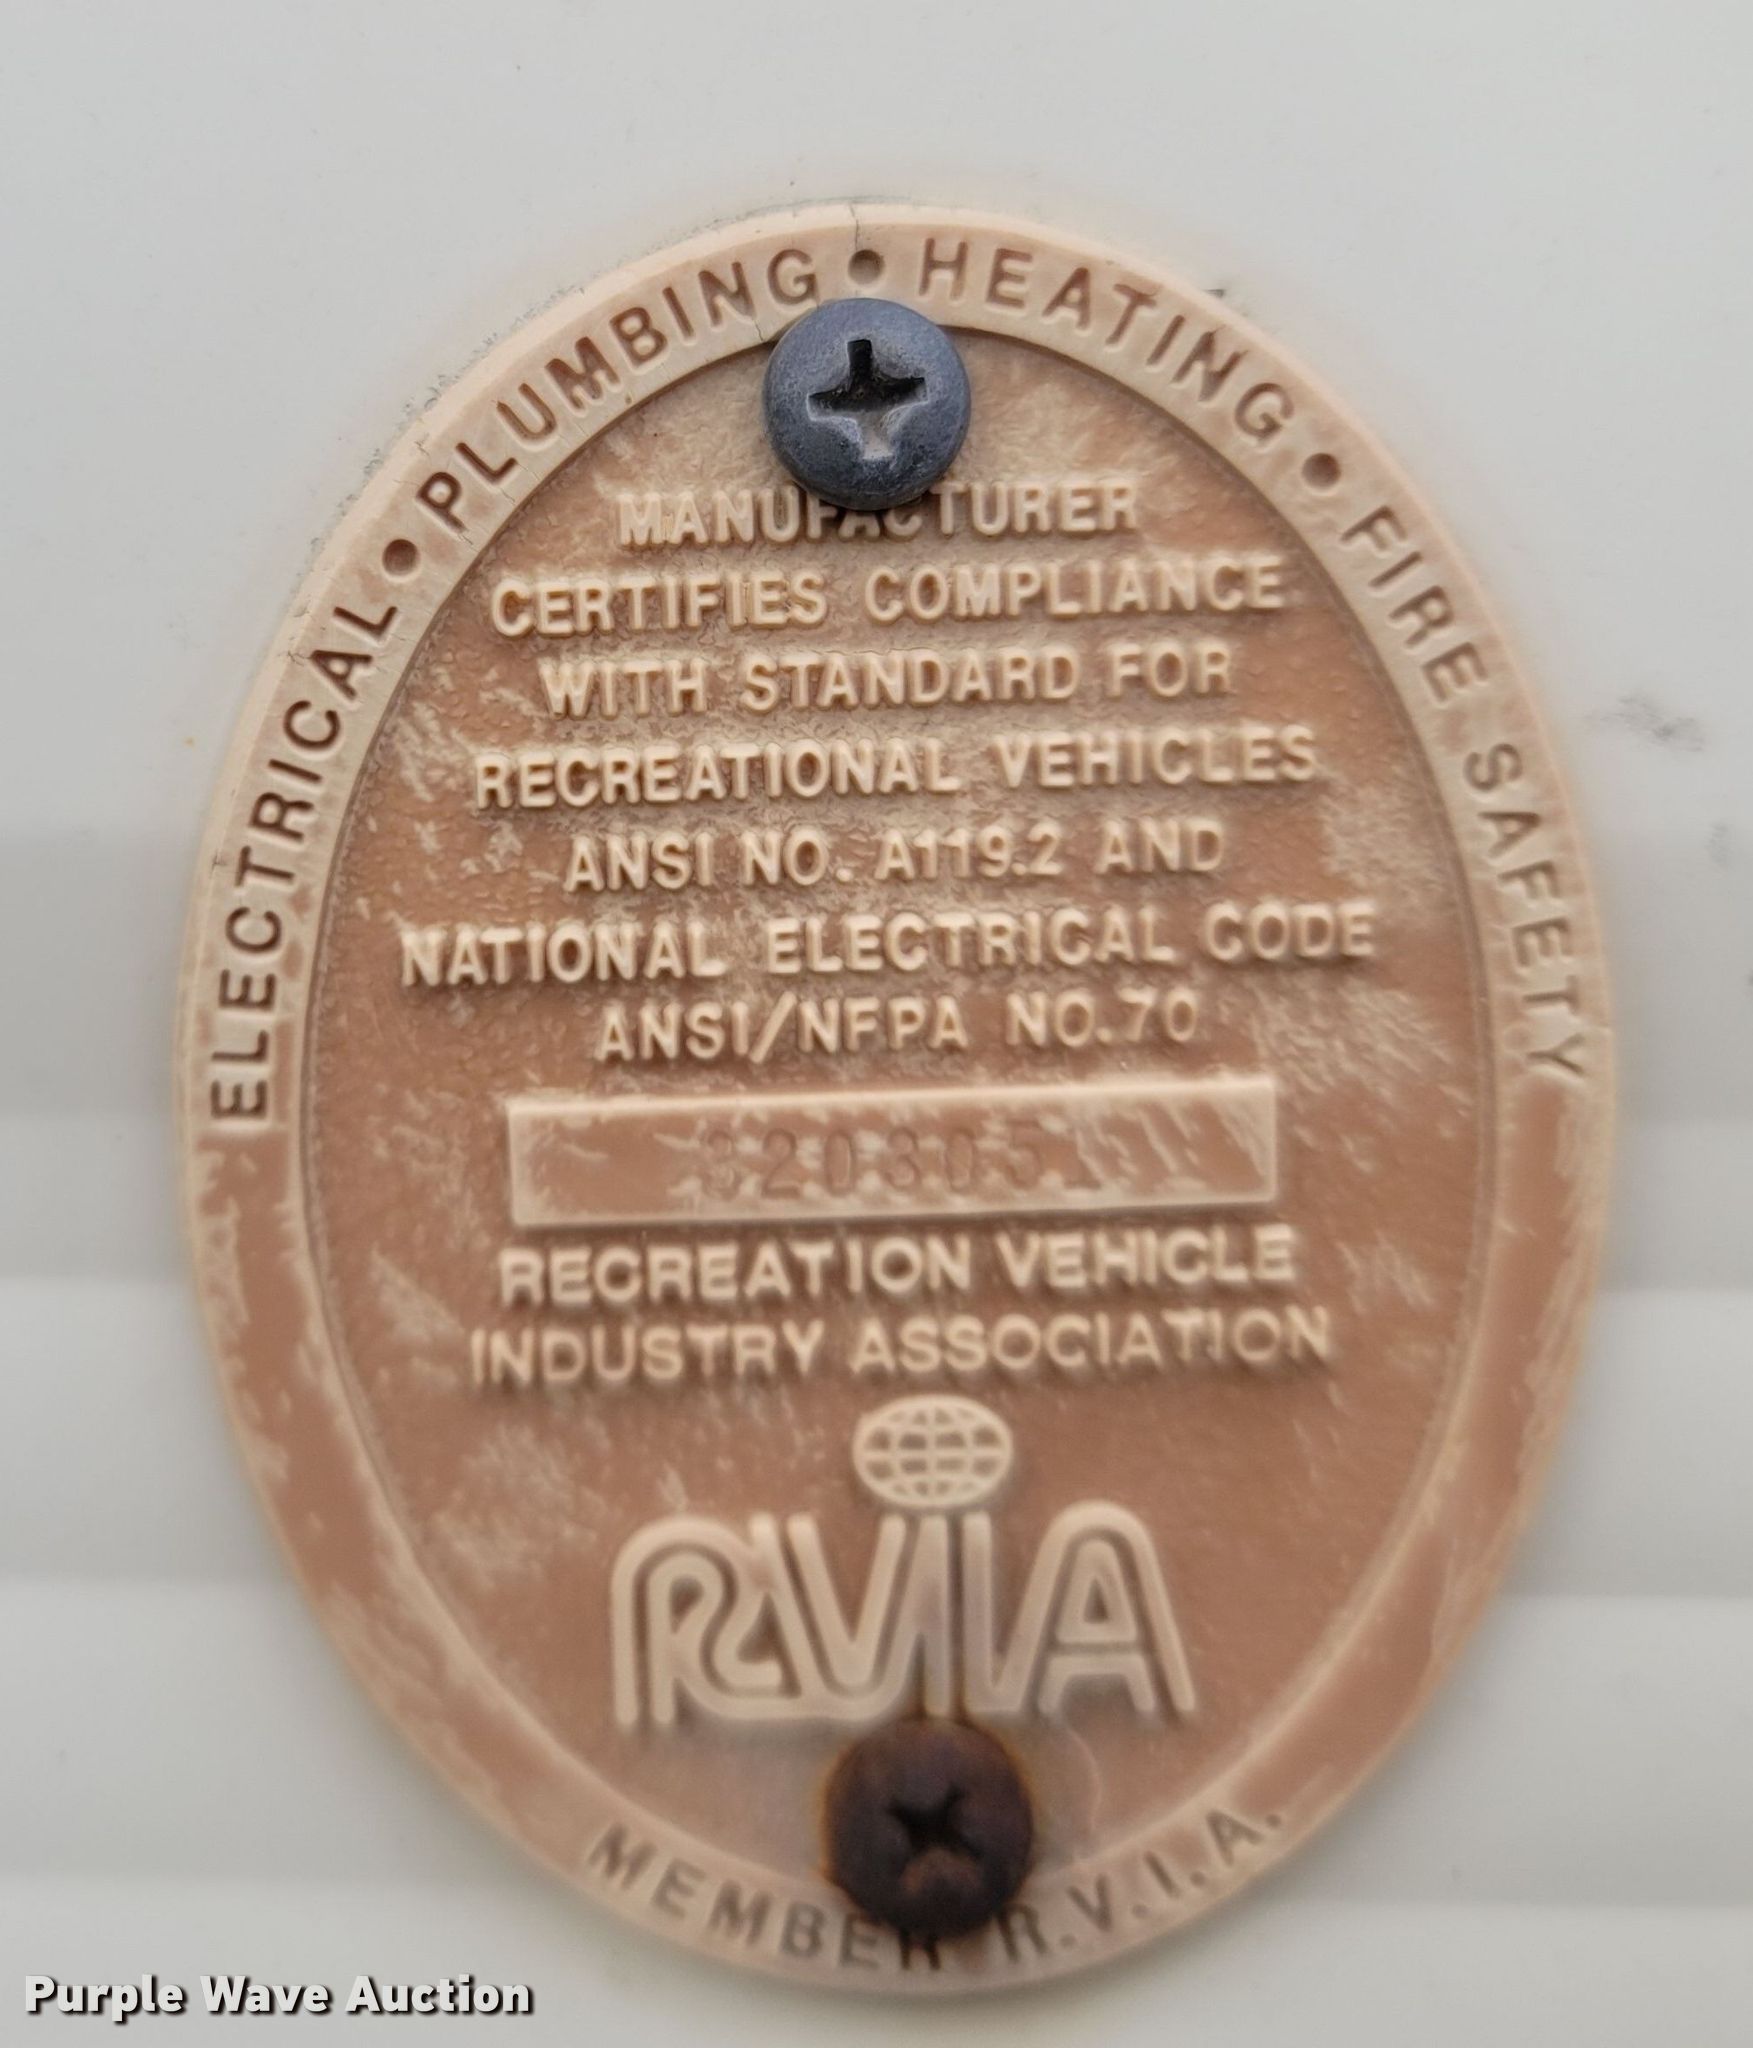 ELECTRICAL • PLUMBING • HEATING • FIRE SAFETY
MANUFACTURER
CERTIFIES COMPLIANCE
WITH STANDARD FOR
RECREATIONAL VEHICLES
ANSI NO. A119.2 AND
NATIONAL ELECTRICAL CODE
ANSI/NFPA NO.70
RECREATION VEHICLE
INDUSTRY ASSOCIATION
RVIA
MEMBER R.V.I.A.
Purple Wave Auction